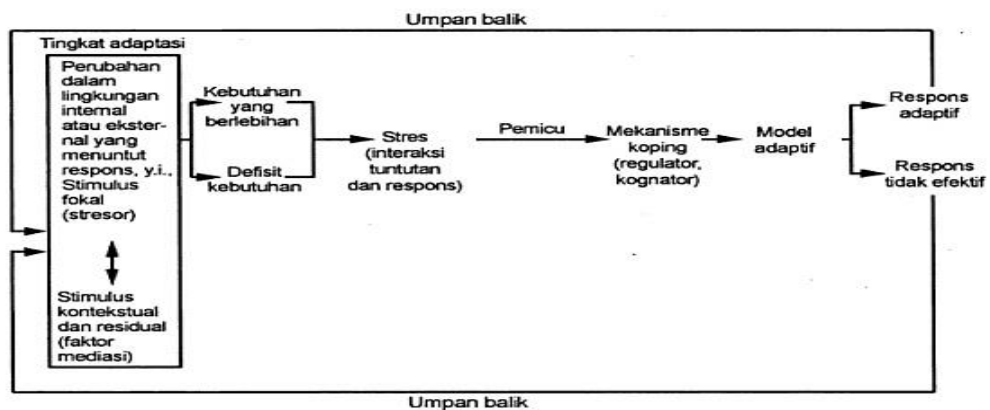 Umpan balik
Tingkat adaptasi
Perubahan
dalam
lingkungan
internal
atau ekster-
nal yang
menuntut
respons, y.i.,
Stimulus
fokal
(stresor)
Stimulus
kontekstual
dan residual
(faktor
mediasi)
Kebutuhan
yang
berlebihan
Defisit
kebutuhan
Stres
(interaksi
tuntutan
dan respons)
Pemicu
Mekanisme
koping
(regulator,
kognator)
Model
adaptif
Respons
adaptif
Respons
tidak efektif
Umpan balik